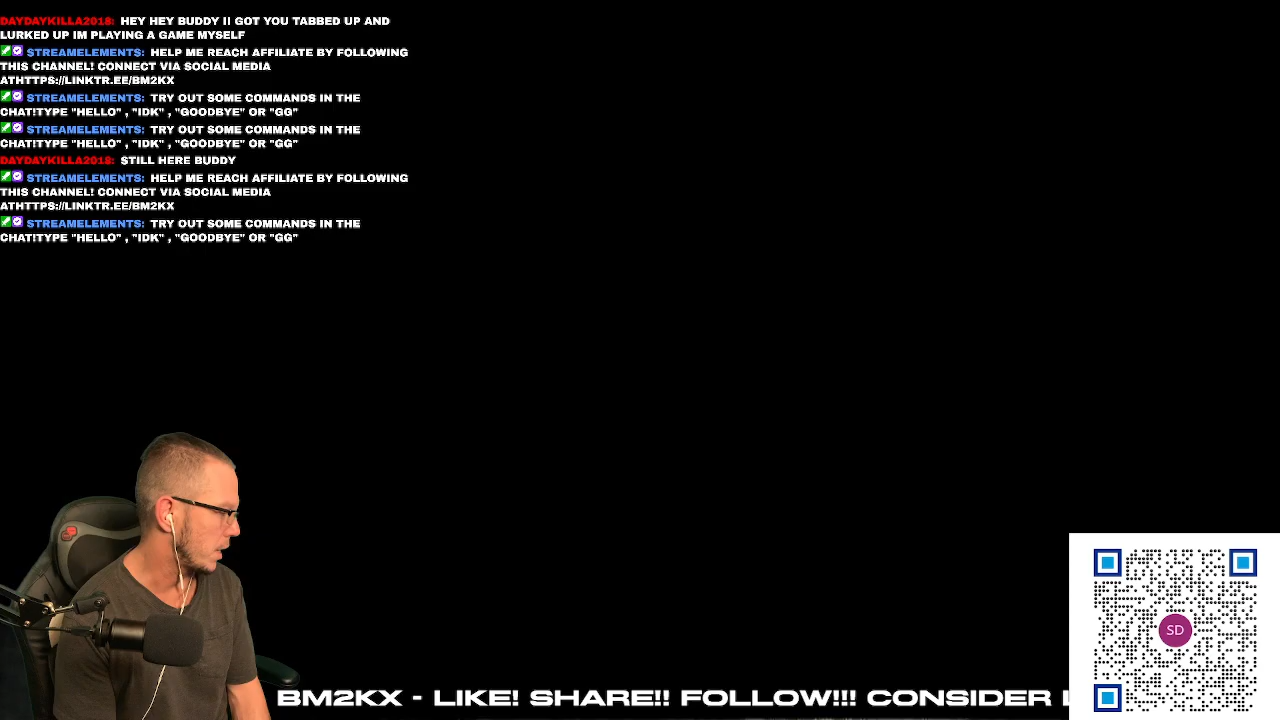 DAYDAYKILLA2018: HEY HEY BUDDY II GOT YOU TABBED UP AND
LURKED UP IM PLAYING A GAME MYSELF
STREAMELEMENTS: HELP ME REACH AFFILIATE BY FOLLOWING
THIS CHANNEL! CONNECT VIA SOCIAL MEDIA
ATHTTPS://LINKTR.EE/BM2KX
STREAMELEMENTS: TRY OUT SOME COMMANDS IN THE
CHAT!TYPE "HELLO" , "IDK" , "GOODBYE" OR "GG"
STREAMELEMENTS: TRY OUT SOME COMMANDS IN THE
CHAT!TYPE "HELLO" , "IDK" , "GOODBYE" OR "GG"
DAYDAYKILLA2018: STILL HERE BUDDY
STREAMELEMENTS: HELP ME REACH AFFILIATE BY FOLLOWING
THIS CHANNEL! CONNECT VIA SOCIAL MEDIA
ATHTTPS://LINKTR.EE/BM2KX
STREAMELEMENTS: TRY OUT SOME COMMANDS IN THE
CHAT!TYPE "HELLO" , "IDK" , "GOODBYE" OR "GG"
SD
BM2KX - LIKE! SHARE!! FOLLOW!!! CONSIDER